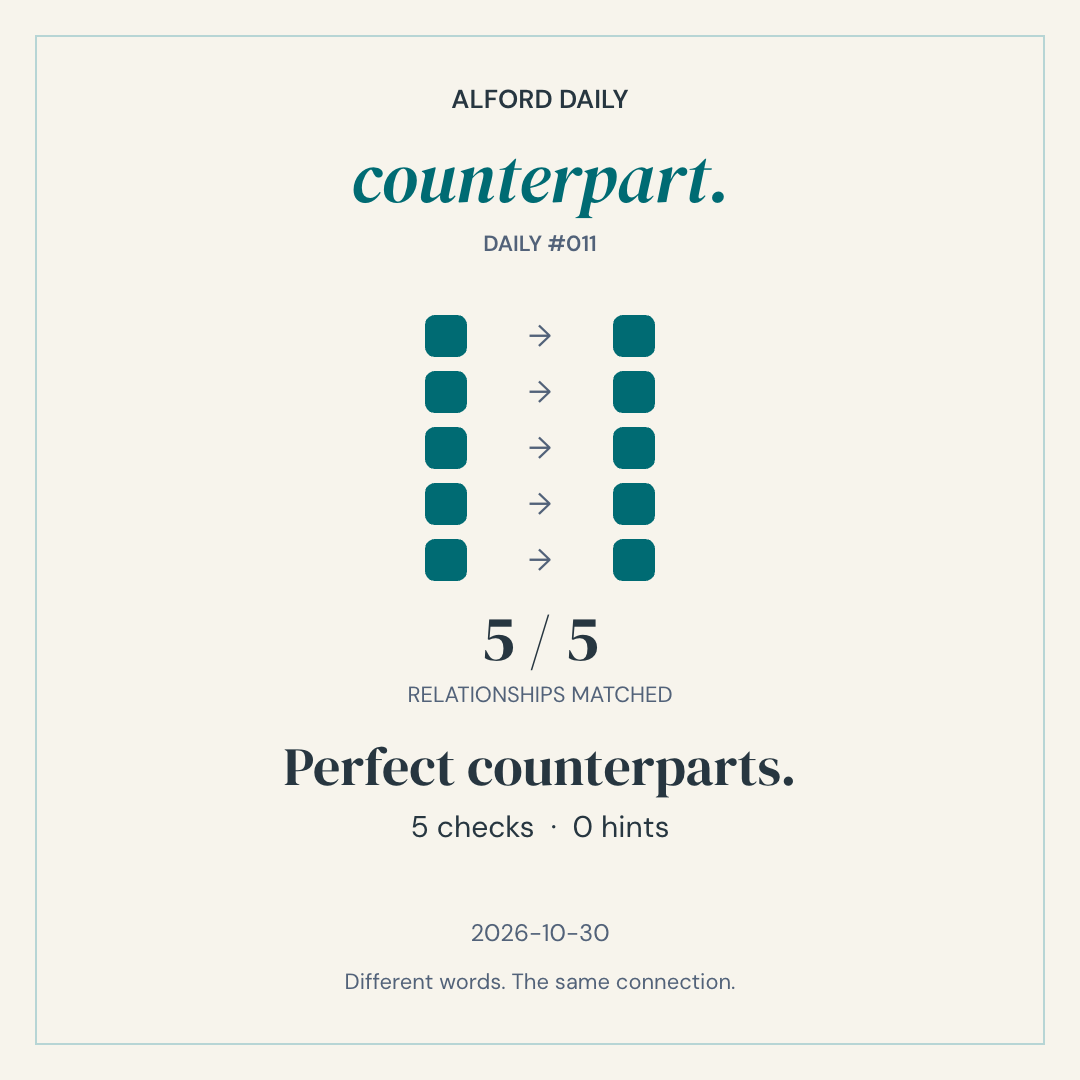 ALFORD DAILY
counterpart.
DAILY #011
→
→
→
→
→
5 / 5
RELATIONSHIPS MATCHED
Perfect counterparts.
5 checks · 0 hints
2026-10-30
Different words. The same connection.